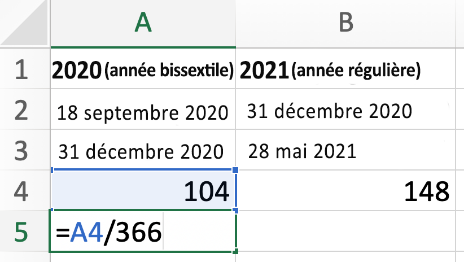 A B
1 2020 (année bissextile) 2021 (année régulière)
2 18 septembre 2020 31 décembre 2020
3 31 décembre 2020 28 mai 2021
4 104 148
5 =A4/366